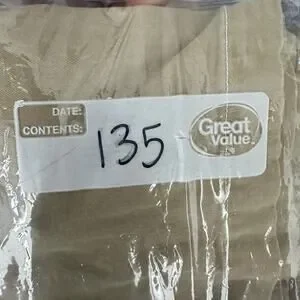 DATE:
CONTENTS: 135
Great Value